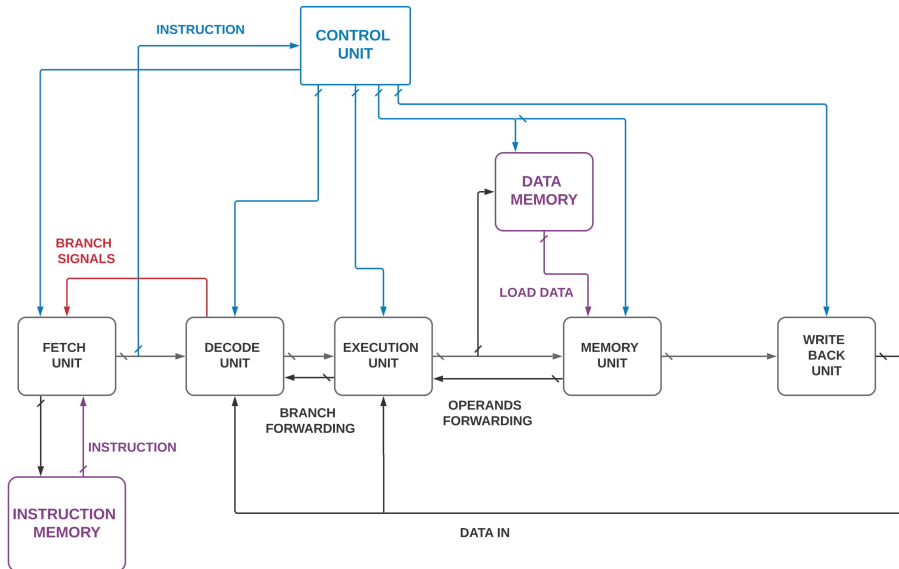 INSTRUCTION
CONTROL
UNIT
DATA
MEMORY
BRANCH
SIGNALS
LOAD DATA
FETCH
UNIT
DECODE
UNIT
EXECUTION
UNIT
MEMORY
UNIT
WRITE
BACK
UNIT
BRANCH
FORWARDING
OPERANDS
FORWARDING
INSTRUCTION
INSTRUCTION
MEMORY
DATA IN